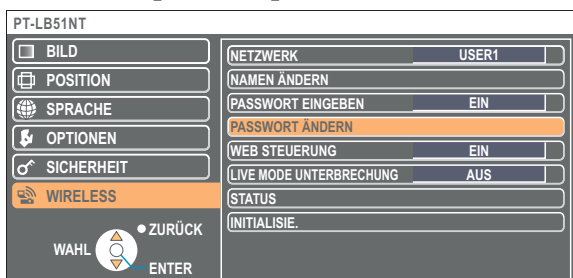 PT-LB51NT
BILD
POSITION
SPRACHE
OPTIONEN
SICHERHEIT
WIRELESS
ZURÜCK
WAHL
ENTER
NETZWERK USER1
NAMEN ÄNDERN
PASSWORT EINGEBEN EIN
PASSWORT ÄNDERN
WEB STEUERUNG EIN
LIVE MODE UNTERBRECHUNG AUS
STATUS
INITIALISIE.